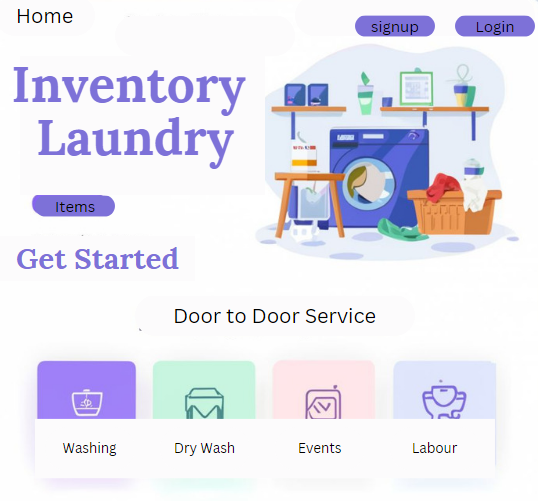 Home
signup
Login
Inventory
Laundry
Items
Get Started
Door to Door Service
Washing
Dry Wash
Events
Labour